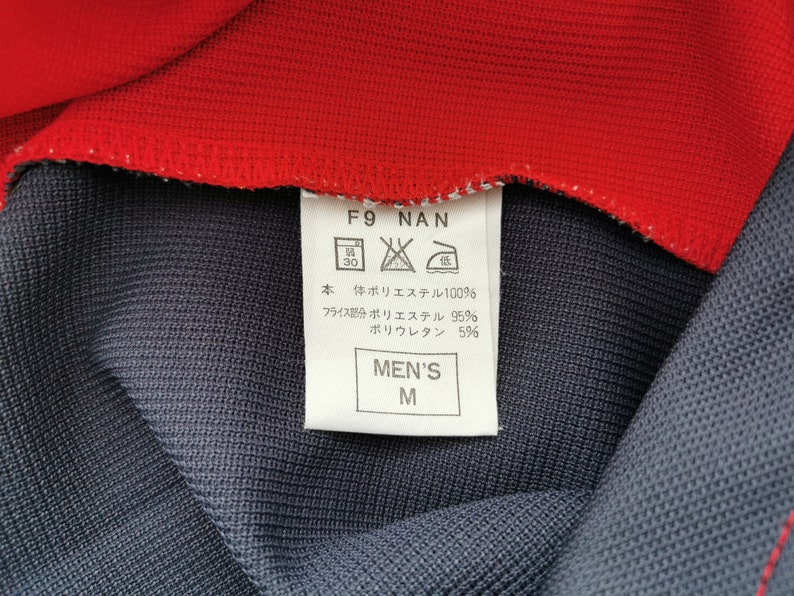 F9 NAN
弱
30
低
本 体ポリエステル100%
フライス部分 ポリエステル 95%
ポリウレタン 5%
MEN'S
M